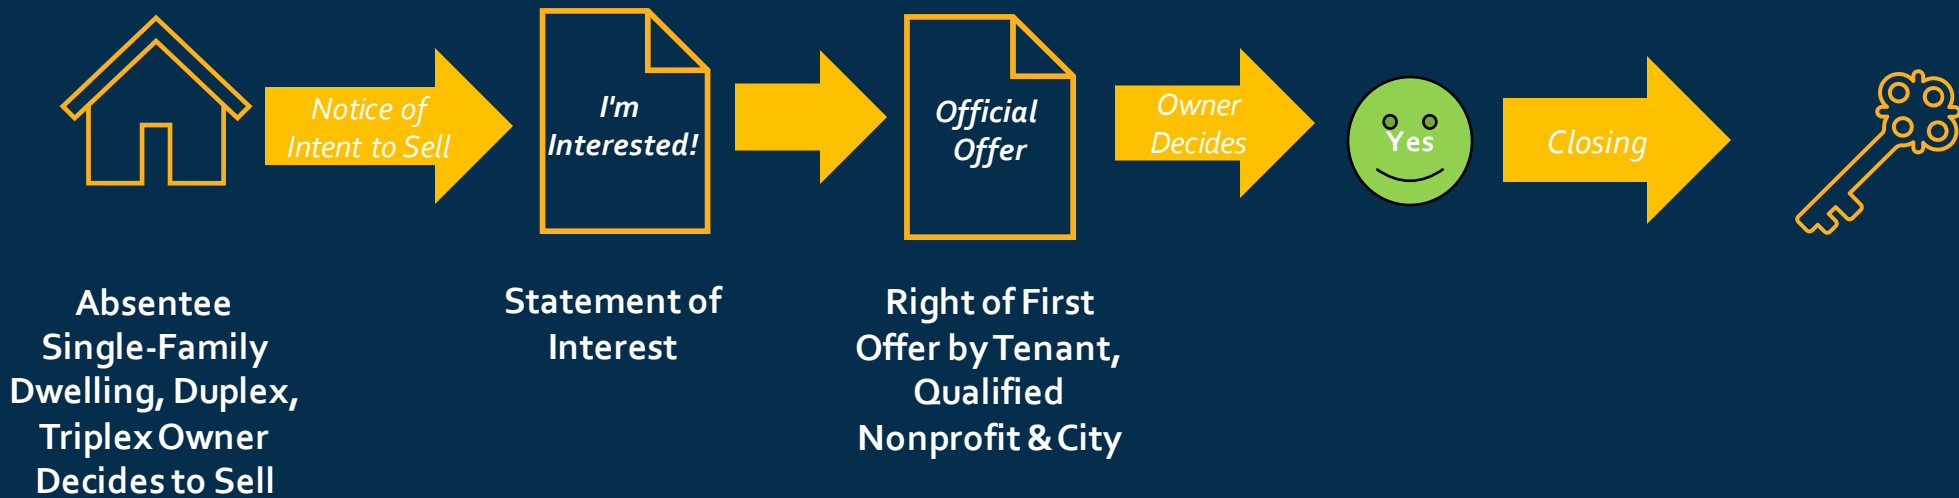 Notice of
Intent to Sell
I'm
Interested!
Official
Offer
Owner
Decides
Yes
Closing
Absentee
Single-Family
Dwelling, Duplex,
Triplex Owner
Decides to Sell
Statement of
Interest
Right of First
Offer by Tenant,
Qualified
Nonprofit & City